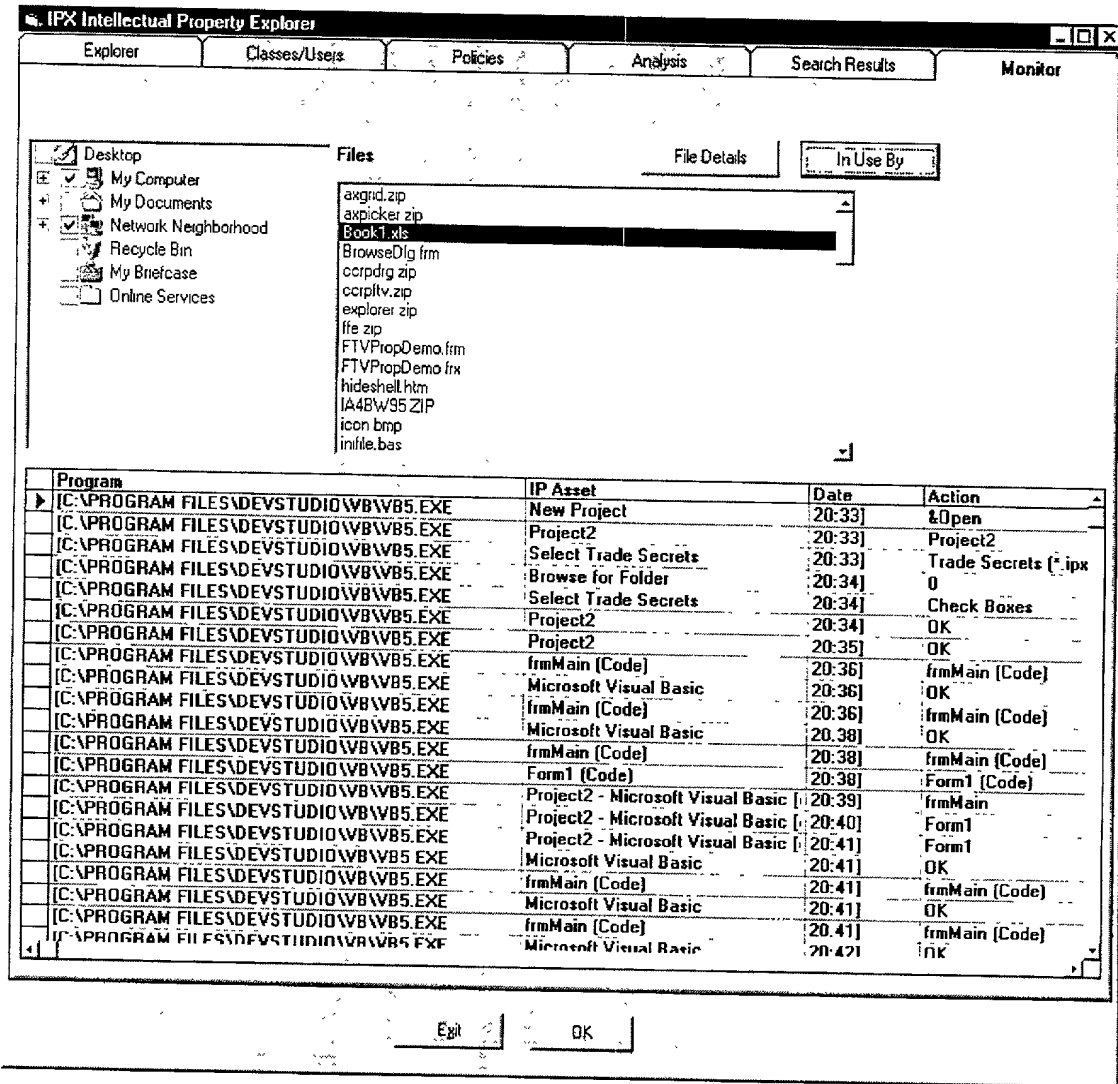 IPX Intellectual Property Explorer
Explorer Classes/Users Policies Analysis Search Results Monitor
Desktop
My Computer
My Documents
Network Neighborhood
Recycle Bin
My Briefcase
Online Services
Files File Details In Use By
axgrid.zip
axpicker zip
Book1.xls
BrowseDlg frm
ccrpdrg zip
ccrpftv.zip
explorer zip
ffe zip
FTVPropDemo.frm
FTVPropDemo frx
hideshell.htm
IA4BW95 ZIP
icon bmp
inifile.bas
Program IP Asset Date Action
[C:\PROGRAM FILES\DEVSTUDIO\VB\VB5.EXE New Project 20:33] &Open
[C:\PROGRAM FILES\DEVSTUDIO\VB\VB5.EXE Project2 20:33] Project2
[C:\PROGRAM FILES\DEVSTUDIO\VB\VB5.EXE Select Trade Secrets 20:33] Trade Secrets (*.ipx
[C:\PROGRAM FILES\DEVSTUDIO\VB\VB5.EXE Browse for Folder 20:34] 0
[C:\PROGRAM FILES\DEVSTUDIO\VB\VB5.EXE Select Trade Secrets 20:34] Check Boxes
[C:\PROGRAM FILES\DEVSTUDIO\VB\VB5.EXE Project2 20:34] OK
[C:\PROGRAM FILES\DEVSTUDIO\VB\VB5.EXE Project2 20:35] OK
[C:\PROGRAM FILES\DEVSTUDIO\VB\VB5.EXE frmMain (Code) 20:36] frmMain (Code)
[C:\PROGRAM FILES\DEVSTUDIO\VB\VB5.EXE Microsoft Visual Basic 20:36] OK
[C:\PROGRAM FILES\DEVSTUDIO\VB\VB5.EXE frmMain (Code) 20:36] frmMain (Code)
[C:\PROGRAM FILES\DEVSTUDIO\VB\VB5.EXE Microsoft Visual Basic 20:38] OK
[C:\PROGRAM FILES\DEVSTUDIO\VB\VB5.EXE frmMain (Code) 20:38] frmMain (Code)
[C:\PROGRAM FILES\DEVSTUDIO\VB\VB5.EXE Form1 (Code) 20:38] Form1 (Code)
[C:\PROGRAM FILES\DEVSTUDIO\VB\VB5.EXE Project2 - Microsoft Visual Basic [ 20:39] frmMain
[C:\PROGRAM FILES\DEVSTUDIO\VB\VB5.EXE Project2 - Microsoft Visual Basic [ 20:40] Form1
[C:\PROGRAM FILES\DEVSTUDIO\VB\VB5.EXE Project2 - Microsoft Visual Basic [ 20:41] Form1
[C:\PROGRAM FILES\DEVSTUDIO\VB\VB5 EXE Microsoft Visual Basic 20:41] OK
[C:\PROGRAM FILES\DEVSTUDIO\VB\VB5.EXE frmMain (Code) 20:41] frmMain (Code)
[C:\PROGRAM FILES\DEVSTUDIO\VB\VB5.EXE Microsoft Visual Basic 20:41] OK
[C:\PROGRAM FILES\DEVSTUDIO\VB\VB5.EXE frmMain (Code) 20.41] frmMain (Code)
[C:\PROGRAM FILES\DEVSTUDIO\VB\VB5 EXE Microsoft Visual Basic 20:42] OK
Exit OK